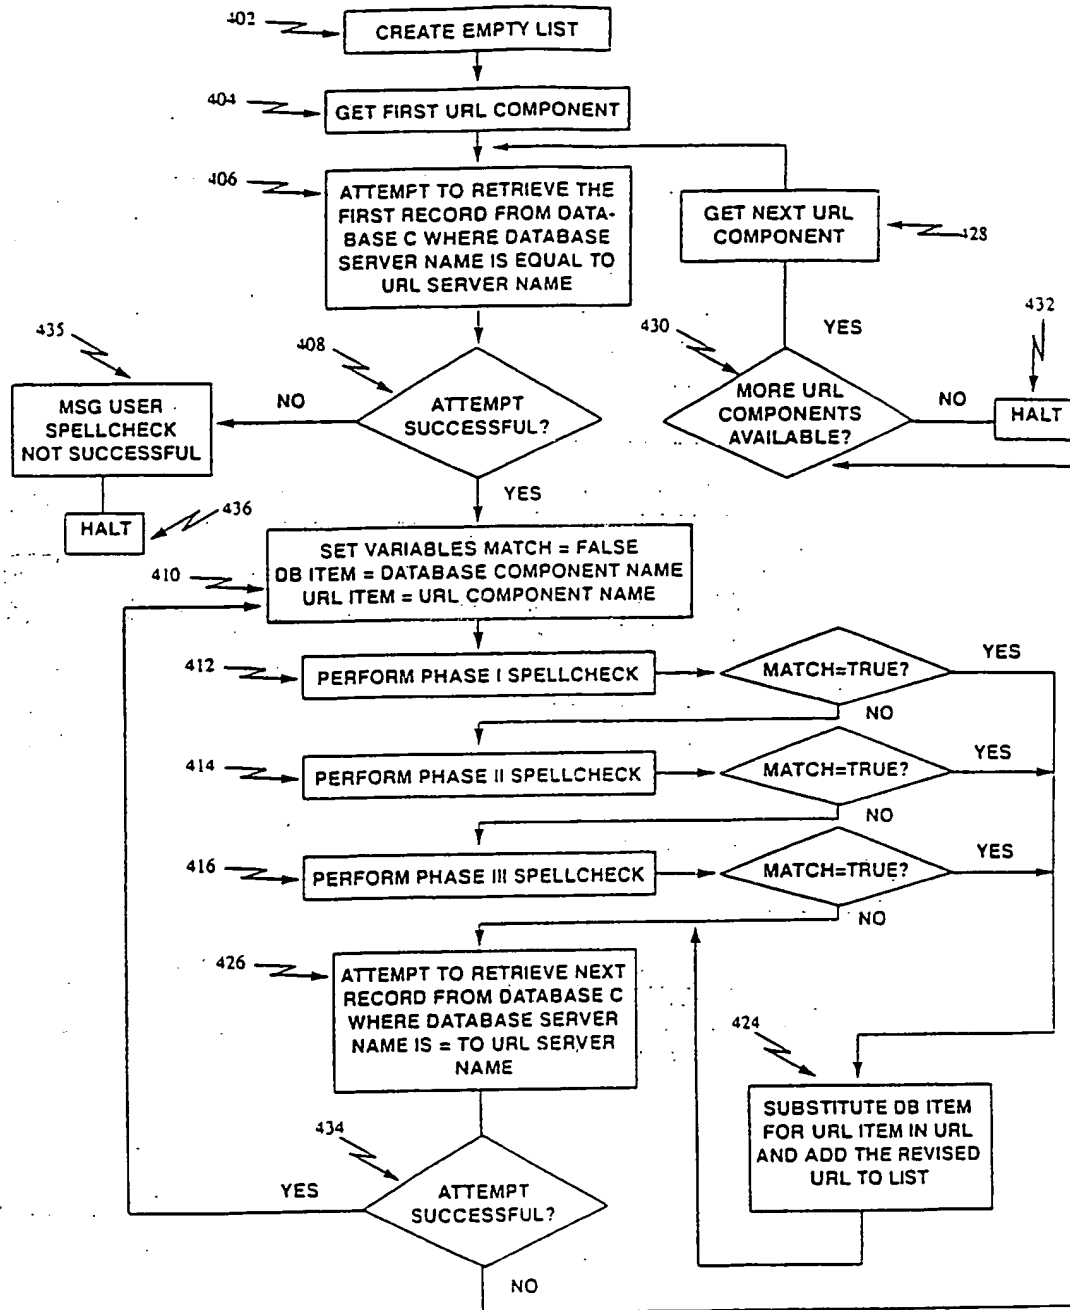 402
CREATE EMPTY LIST
404
GET FIRST URL COMPONENT
406
ATTEMPT TO RETRIEVE THE
FIRST RECORD FROM DATA-
BASE C WHERE DATABASE
SERVER NAME IS EQUAL TO
URL SERVER NAME
GET NEXT URL
COMPONENT
428
435
408
430
YES
432
MSG USER
SPELLCHECK
NOT SUCCESSFUL
NO
ATTEMPT
SUCCESSFUL?
MORE URL
COMPONENTS
AVAILABLE?
NO
HALT
YES
HALT
436
410
SET VARIABLES MATCH = FALSE
DB ITEM = DATABASE COMPONENT NAME
URL ITEM = URL COMPONENT NAME
412
PERFORM PHASE I SPELLCHECK
MATCH=TRUE?
YES
NO
414
PERFORM PHASE II SPELLCHECK
MATCH=TRUE?
YES
NO
416
PERFORM PHASE III SPELLCHECK
MATCH=TRUE?
YES
NO
426
ATTEMPT TO RETRIEVE NEXT
RECORD FROM DATABASE C
WHERE DATABASE SERVER
NAME IS = TO URL SERVER
NAME
424
SUBSTITUTE DB ITEM
FOR URL ITEM IN URL
AND ADD THE REVISED
URL TO LIST
434
YES
ATTEMPT
SUCCESSFUL?
NO